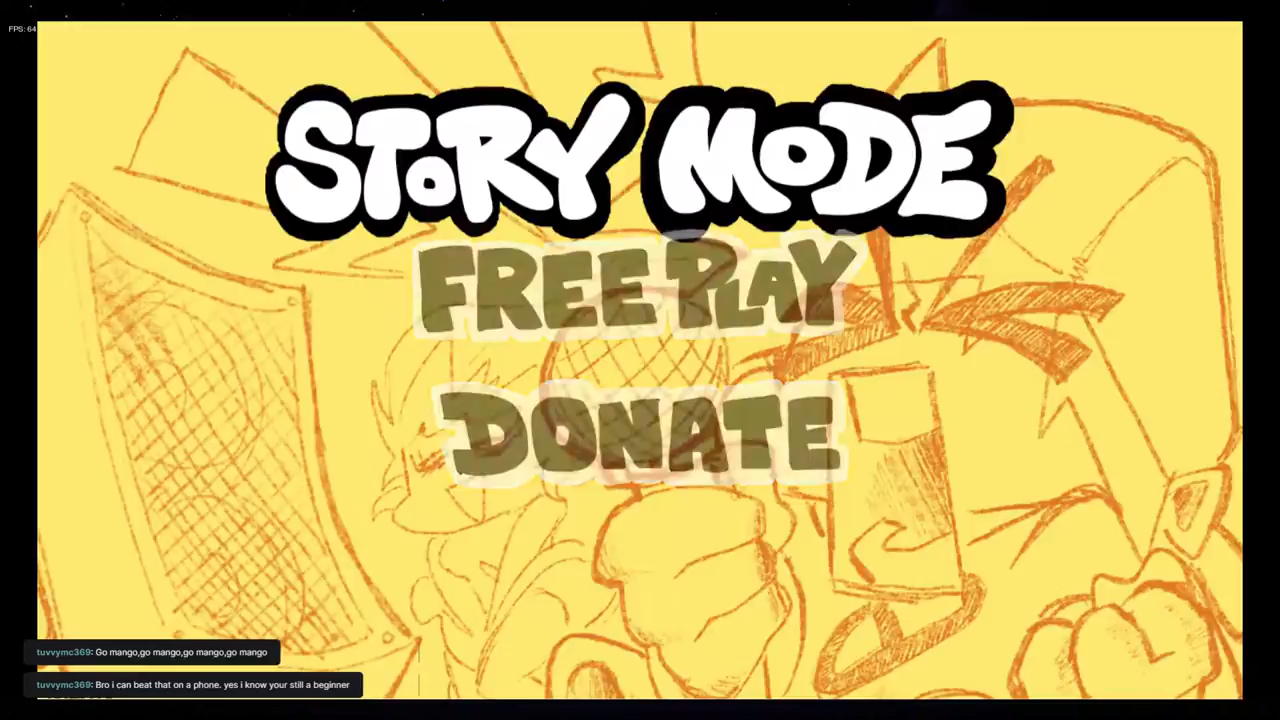 FPS: 64
STORY MODE
FREE PLAY
DONATE
tuvvymc369: Go mango,go mango,go mango,go mango
tuvvymc369: Bro i can beat that on a phone. yes i know your still a beginner